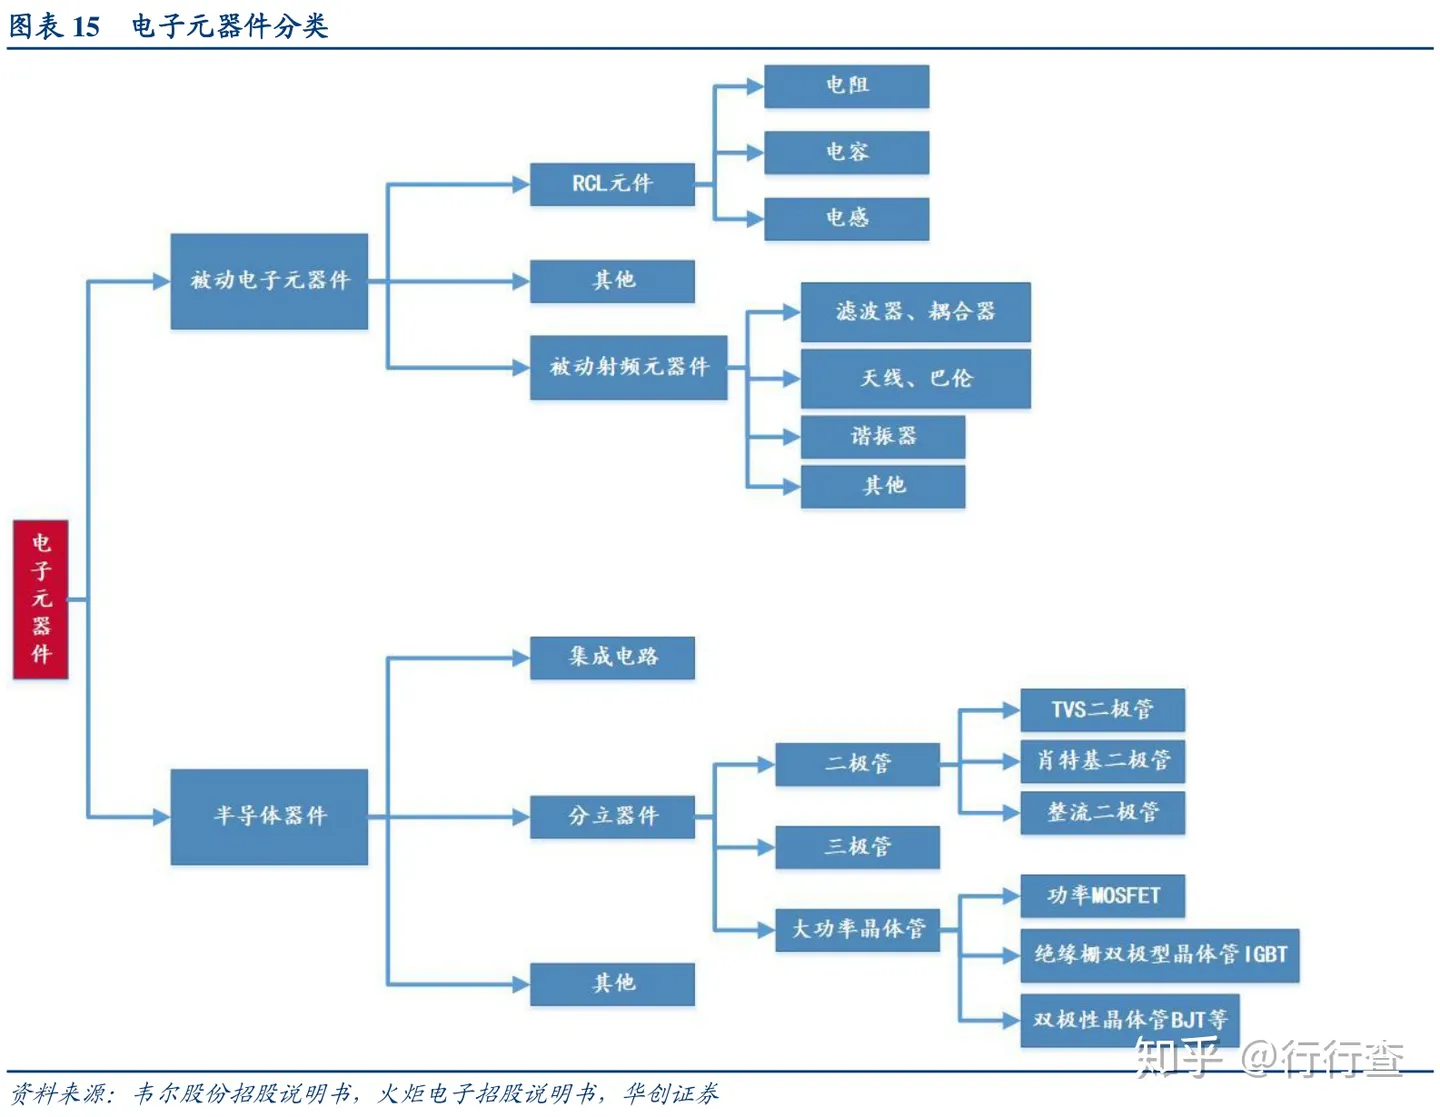 图表 15 电子元器件分类
电阻
电容
RCL元件
电感
被动电子元器件
其他
滤波器、耦合器
被动射频元器件
天线、巴伦
谐振器
其他
电子元器件
集成电路
TVS二极管
二极管
肖特基二极管
半导体器件
分立器件
整流二极管
三极管
功率MOSFET
大功率晶体管
绝缘栅双极型晶体管IGBT
其他
双极性晶体管BJT等
知乎 @行行查
资料来源：韦尔股份招股说明书，火炬电子招股说明书，华创证券